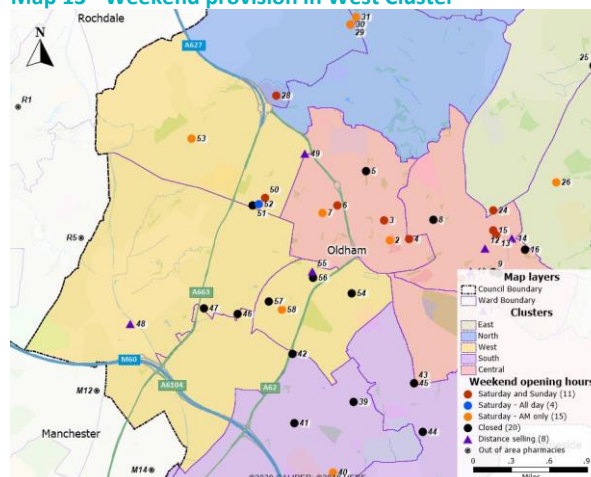 Map 13 - Weekend provision in West Cluster
Rochdale
N
A627
31
30
29
25
R1
28
53
49
5
26
50
52
51
7
6
3
2
4
8
24
15
12
13
14
16
9
Oldham
R5
55
56
54
57
58
A663
47
46
48
M60
42
A6104
A62
M12
43
45
39
41
44
Manchester
M14
40
Map layers
Council Boundary
Ward Boundary
Clusters
East
North
West
South
Central
Weekend opening hours
Saturday and Sunday (11)
Saturday - All day (4)
Saturday - AM only (15)
Closed (20)
Distance selling (8)
Out of area pharmacies
0 .3 .6 .9
Miles